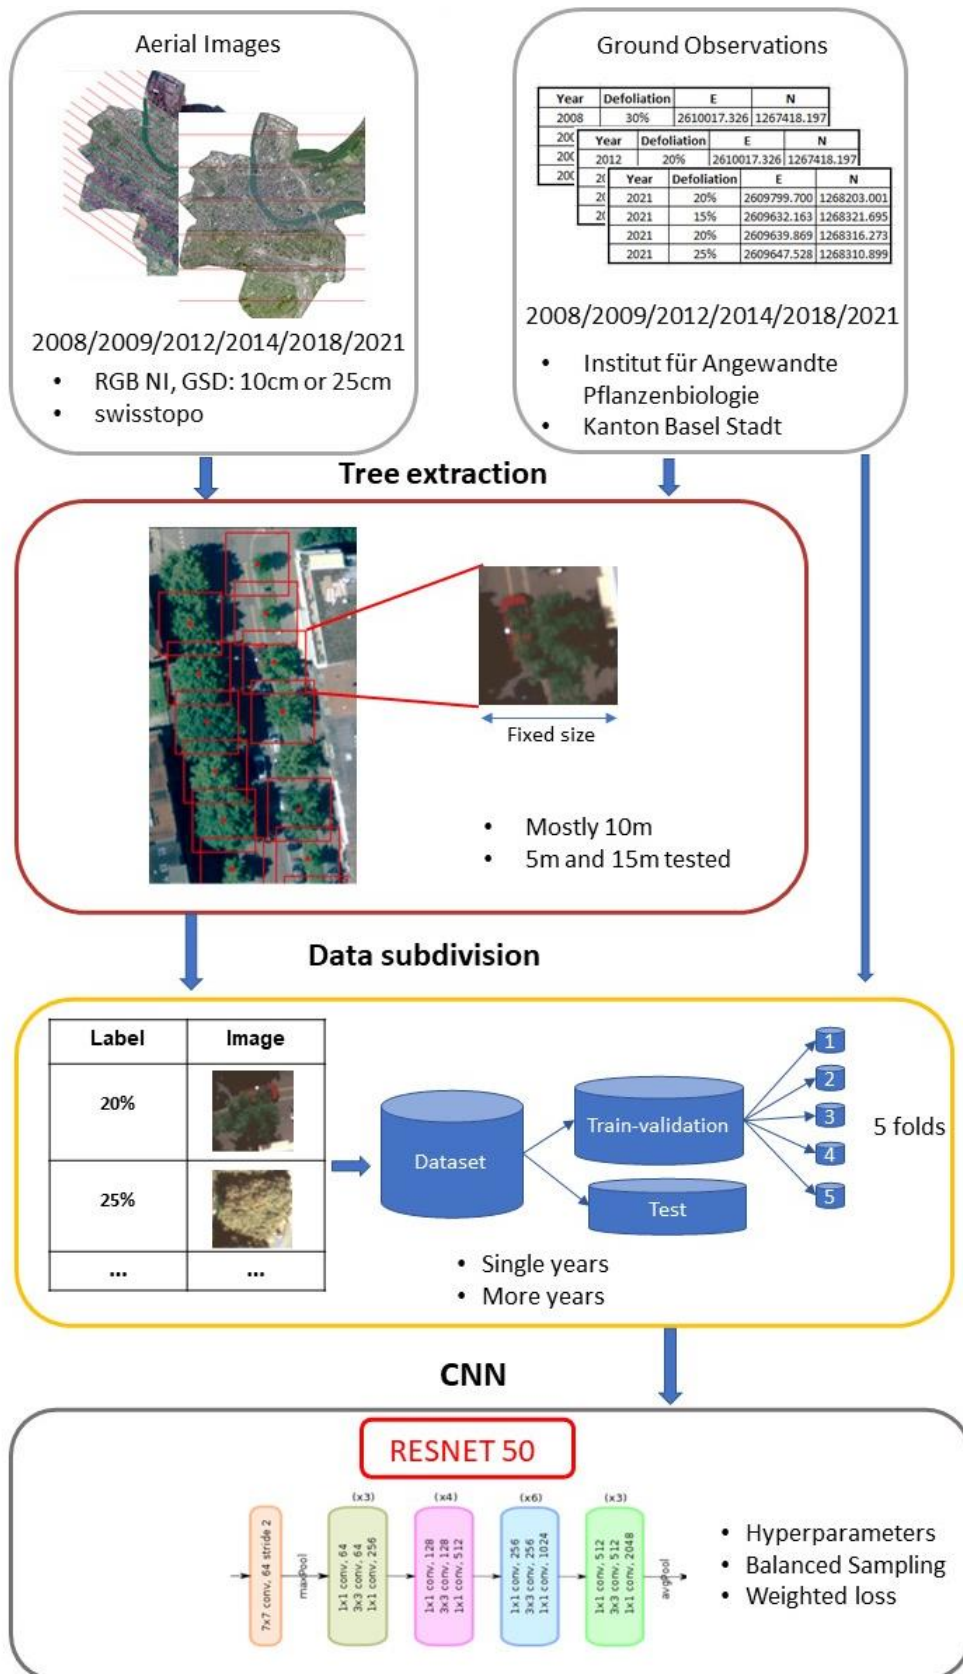 Aerial Images
2008/2009/2012/2014/2018/2021
• RGB NI, GSD: 10cm or 25cm
• swisstopo
Ground Observations
Year Defoliation E N
2008 30% 2610017.326 1267418.197
200
200
200
Year Defoliation E N
2012 20% 2610017.326 1267418.197
20
2
20
Year Defoliation E N
2021 20% 2609799.700 1268203.001
2021 15% 2609632.163 1268321.695
2021 20% 2609639.869 1268316.273
2021 25% 2609647.528 1268310.899
2008/2009/2012/2014/2018/2021
• Institut für Angewandte
Pflanzenbiologie
• Kanton Basel Stadt
Tree extraction
Fixed size
• Mostly 10m
• 5m and 15m tested
Data subdivision
Label Image
20%
25%
... ...
Dataset
Train-validation
Test
1
2
3
4
5
5 folds
• Single years
• More years
CNN
RESNET 50
7x7 conv, 64 stride 2
maxPool
(x3)
1x1 conv, 64
3x3 conv, 64
1x1 conv, 256
(x4)
1x1 conv, 128
3x3 conv, 128
1x1 conv, 512
(x6)
1x1 conv, 256
3x3 conv, 256
1x1 conv, 1024
(x3)
1x1 conv, 512
3x3 conv, 512
1x1 conv, 2048
avgPool
• Hyperparameters
• Balanced Sampling
• Weighted loss